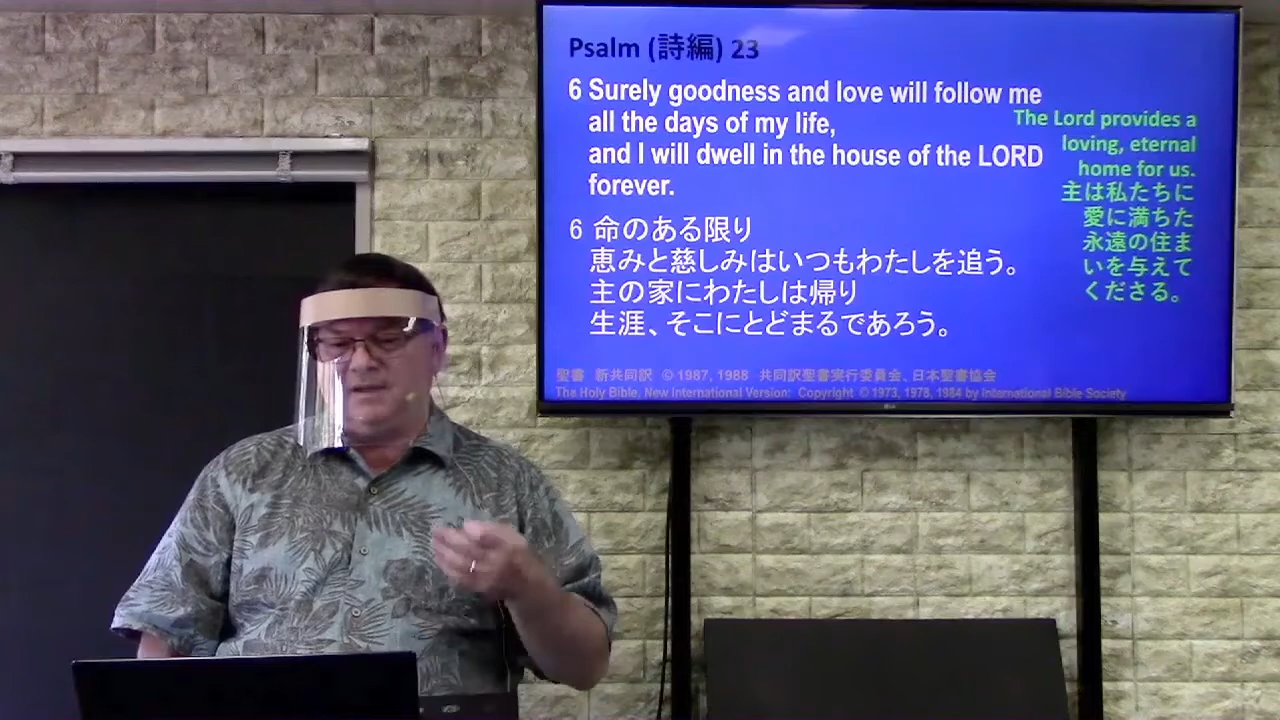 Psalm (詩編) 23
6 Surely goodness and love will follow me
all the days of my life,
and I will dwell in the house of the LORD
forever.
6 命のある限り
恵みと慈しみはいつもわたしを追う。
主の家にわたしは帰り
生涯、そこにとどまるであろう。
The Lord provides a
loving, eternal
home for us.
主は私たちに
愛に満ちた
永遠の住ま
いを与えて
くださる。
聖書 新共同訳 © 1987, 1988 共同訳聖書実行委員会、日本聖書協会
The Holy Bible, New International Version: Copyright © 1973, 1978, 1984 by International Bible Society
LG